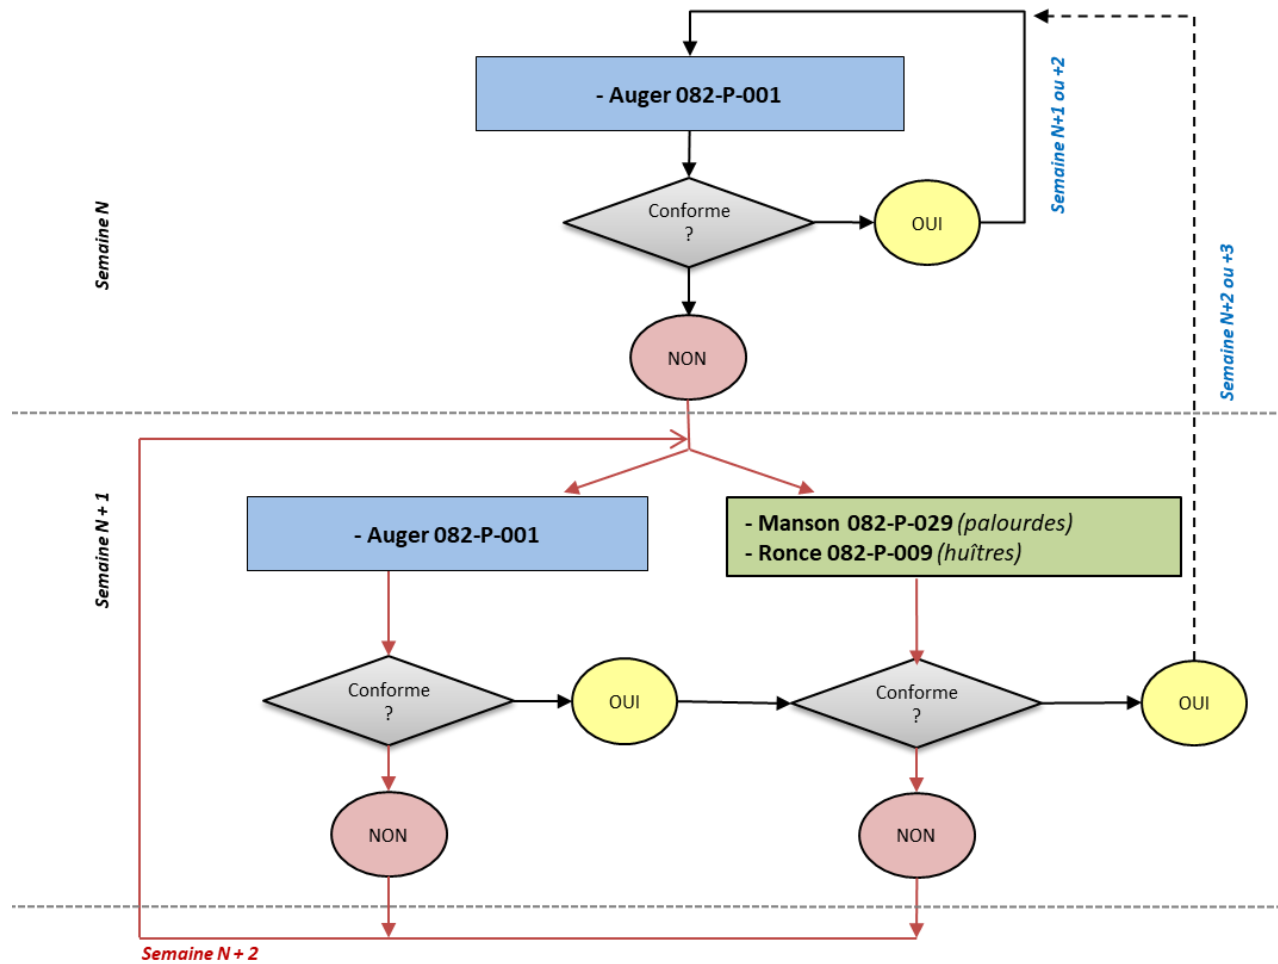 - Auger 082-P-001
Semaine N+1 ou +2
Conforme
?
OUI
Semaine N
Semaine N+2 ou +3
NON
Semaine N + 1
- Auger 082-P-001
- Manson 082-P-029 (palourdes)
- Ronce 082-P-009 (huîtres)
Conforme
?
OUI
Conforme
?
OUI
NON
NON
Semaine N + 2